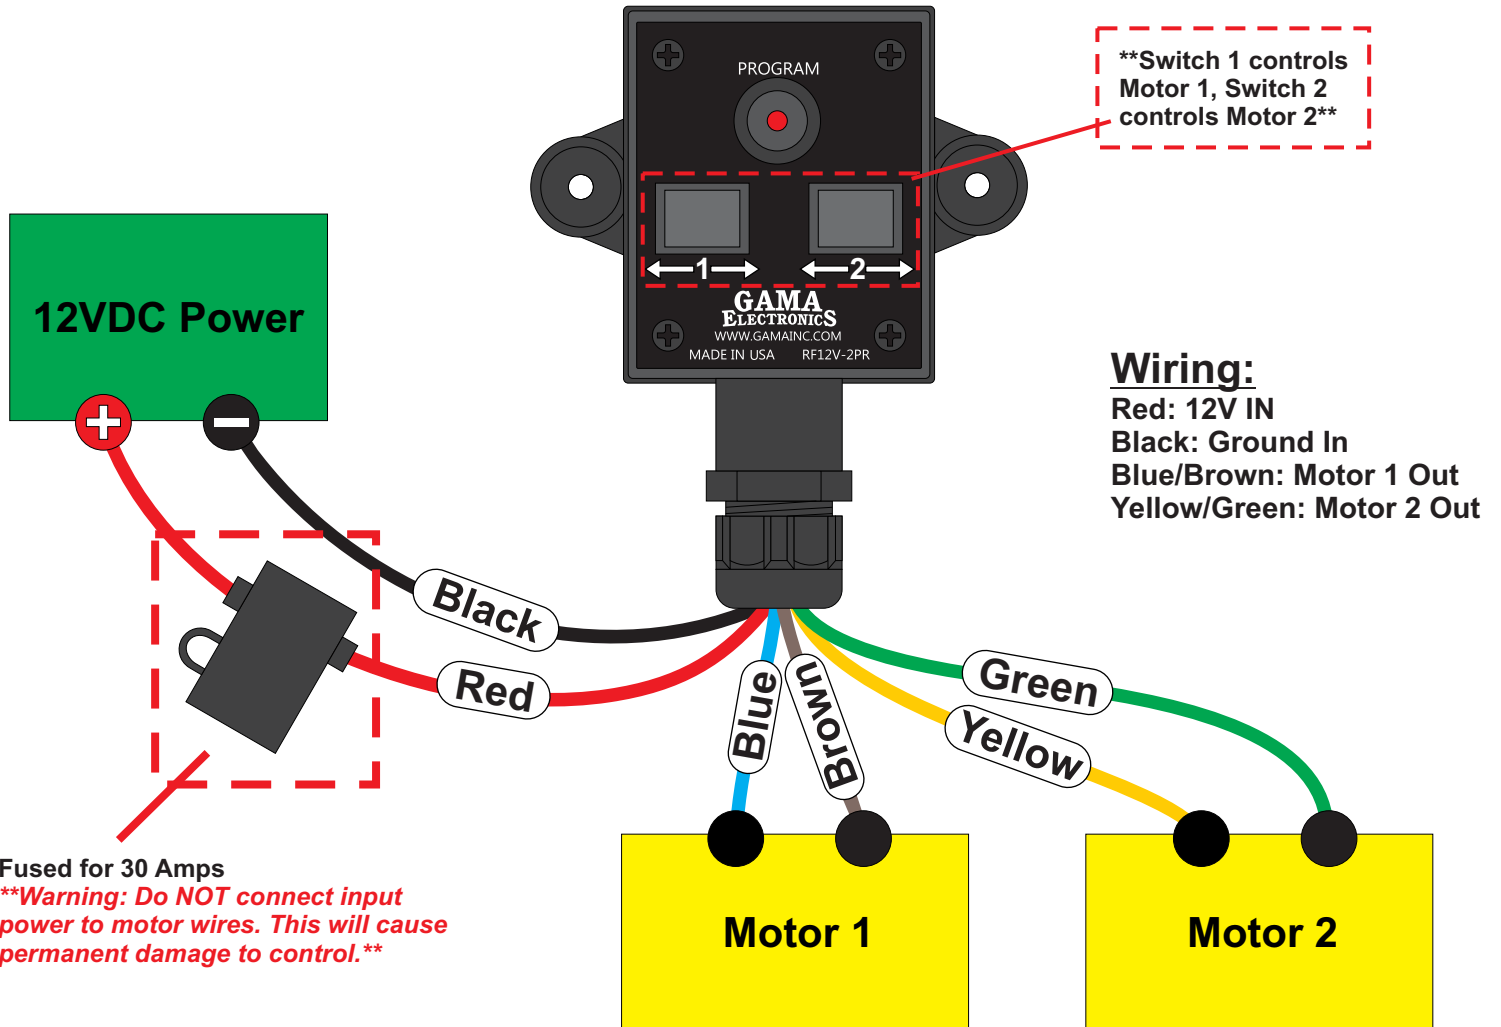 PROGRAM
**Switch 1 controls
Motor 1, Switch 2
controls Motor 2**
1
2
GAMA
ELECTRONICS
WWW.GAMAINC.COM
MADE IN USA RF12V-2PR
12VDC Power
+
−
Wiring:
Red: 12V IN
Black: Ground In
Blue/Brown: Motor 1 Out
Yellow/Green: Motor 2 Out
Black
Red
Blue
Brown
Green
Yellow
Fused for 30 Amps
**Warning: Do NOT connect input
power to motor wires. This will cause
permanent damage to control.**
Motor 1
Motor 2